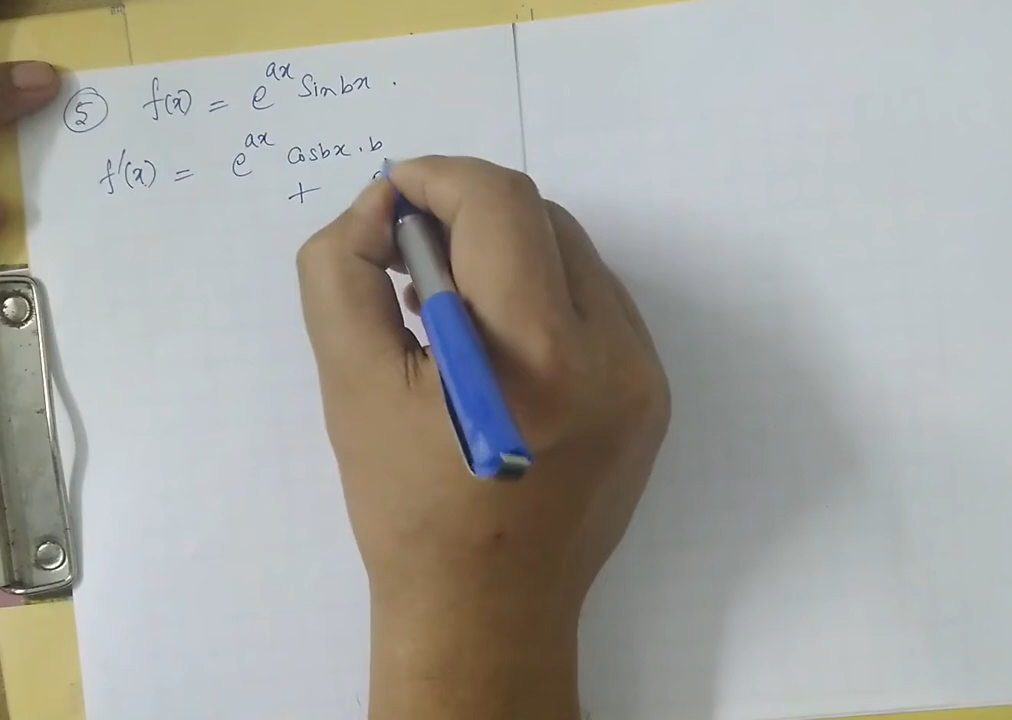 ⑤ f(x) = e^{ax} Sinbx .
f'(x) = e^{ax} cosbx . b
+